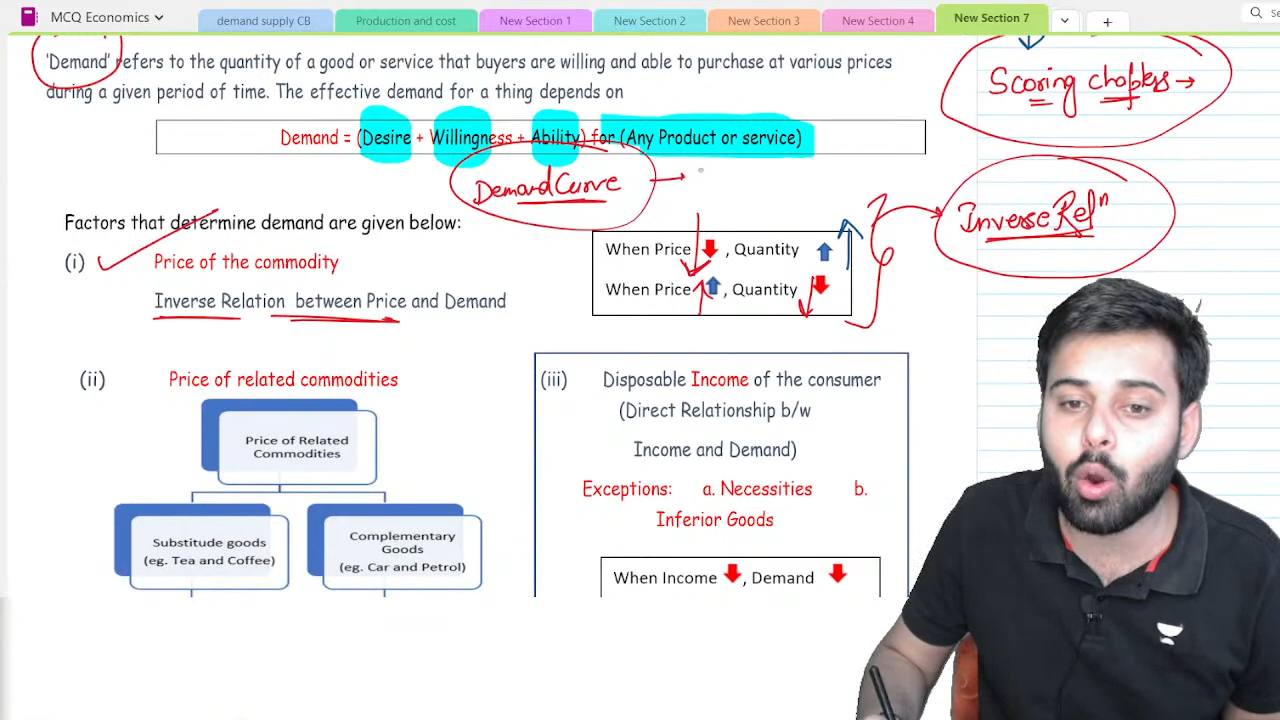 MCQ Economics
demand supply CB
Production and cost
New Section 1
New Section 2
New Section 3
New Section 4
New Section 7
Se
'Demand' refers to the quantity of a good or service that buyers are willing and able to purchase at various prices
during a given period of time. The effective demand for a thing depends on
Scoring chapters →
Demand = (Desire + Willingness + Ability) for (Any Product or service)
Demand Curve →
Factors that determine demand are given below:
Inverse Relⁿ
(i) Price of the commodity
When Price , Quantity
When Price , Quantity
Inverse Relation between Price and Demand
(ii) Price of related commodities
Price of Related
Commodities
Substitude goods
(eg. Tea and Coffee)
Complementary
Goods
(eg. Car and Petrol)
(iii) Disposable Income of the consumer
(Direct Relationship b/w
Income and Demand)
Exceptions: a. Necessities b.
Inferior Goods
When Income , Demand